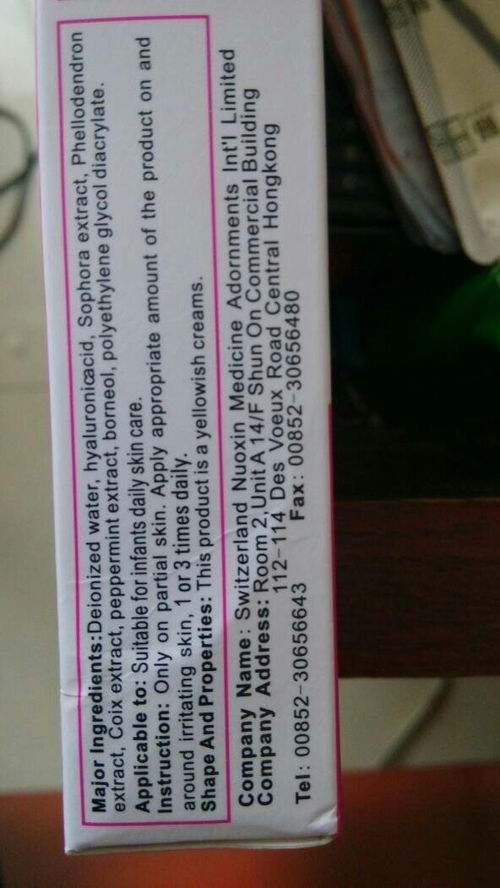 Major Ingredients:Deionized water, hyaluronicacid, Sophora extract, Phellodendron
extract, Coix extract, peppermint extract, borneol, polyethylene glycol diacrylate.
Applicable to: Suitable for infants daily skin care.
Instruction: Only on partial skin. Apply appropriate amount of the product on and
around irritating skin, 1 or 3 times daily.
Shape And Properties: This product is a yellowish creams.
Company Name: Switzerland Nuoxin Medicine Adornments Int'l Limited
Company Address: Room 2, Unit A 14/F Shun On Commercial Building
112-114 Des Voeux Road Central Hongkong
Tel: 00852-30656643 Fax: 00852-30656480